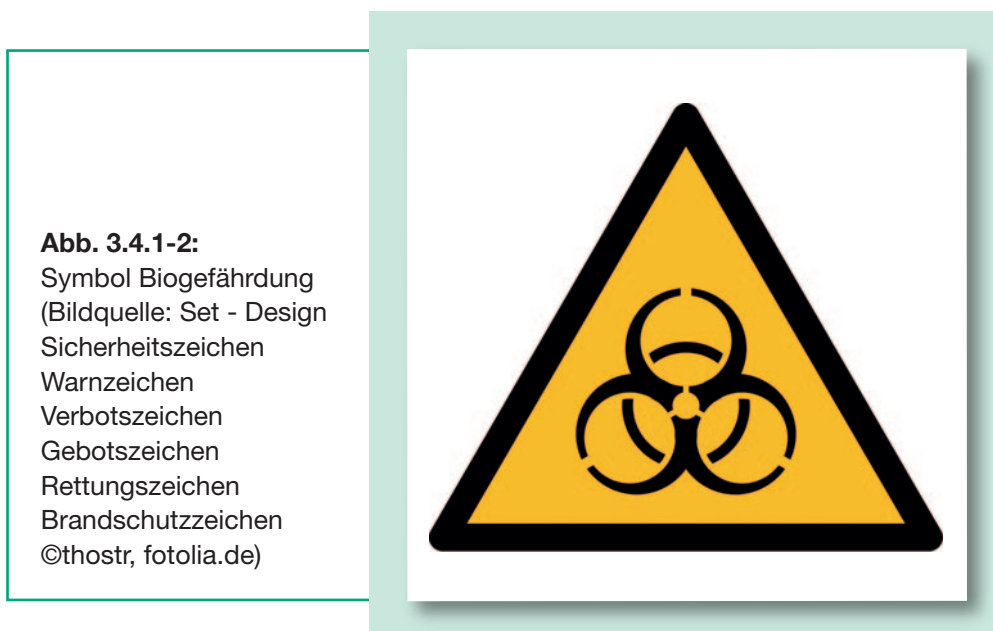 Abb. 3.4.1-2:
Symbol Biogefährdung
(Bildquelle: Set - Design
Sicherheitszeichen
Warnzeichen
Verbotszeichen
Gebotszeichen
Rettungszeichen
Brandschutzzeichen
©thostr, fotolia.de)